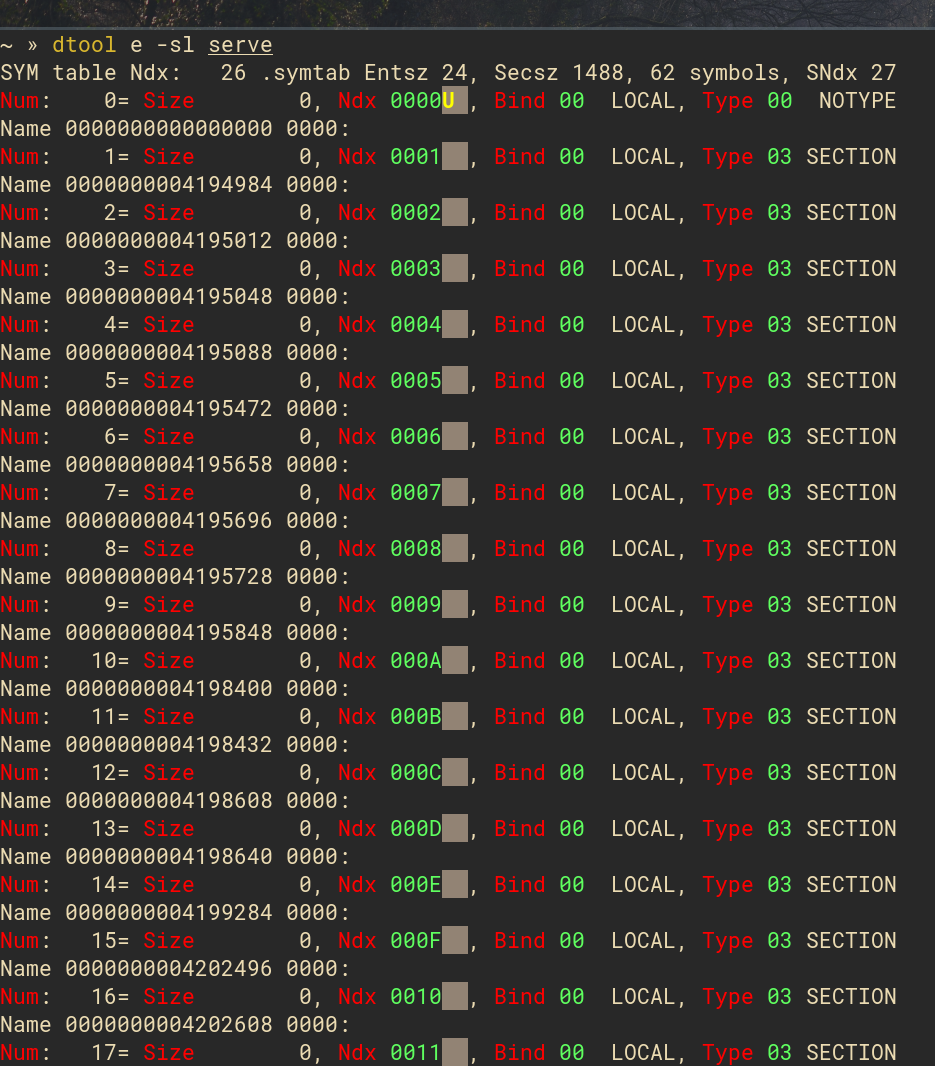 ~ » dtool e -sl serve
SYM table Ndx:   26 .symtab Entsz 24, Secsz 1488, 62 symbols, SNdx 27
Num:    0= Size        0, Ndx 0000U , Bind 00  LOCAL, Type 00  NOTYPE
Name 0000000000000000 0000:
Num:    1= Size        0, Ndx 0001  , Bind 00  LOCAL, Type 03 SECTION
Name 0000000004194984 0000:
Num:    2= Size        0, Ndx 0002  , Bind 00  LOCAL, Type 03 SECTION
Name 0000000004195012 0000:
Num:    3= Size        0, Ndx 0003  , Bind 00  LOCAL, Type 03 SECTION
Name 0000000004195048 0000:
Num:    4= Size        0, Ndx 0004  , Bind 00  LOCAL, Type 03 SECTION
Name 0000000004195088 0000:
Num:    5= Size        0, Ndx 0005  , Bind 00  LOCAL, Type 03 SECTION
Name 0000000004195472 0000:
Num:    6= Size        0, Ndx 0006  , Bind 00  LOCAL, Type 03 SECTION
Name 0000000004195658 0000:
Num:    7= Size        0, Ndx 0007  , Bind 00  LOCAL, Type 03 SECTION
Name 0000000004195696 0000:
Num:    8= Size        0, Ndx 0008  , Bind 00  LOCAL, Type 03 SECTION
Name 0000000004195728 0000:
Num:    9= Size        0, Ndx 0009  , Bind 00  LOCAL, Type 03 SECTION
Name 0000000004195848 0000:
Num:   10= Size        0, Ndx 000A  , Bind 00  LOCAL, Type 03 SECTION
Name 0000000004198400 0000:
Num:   11= Size        0, Ndx 000B  , Bind 00  LOCAL, Type 03 SECTION
Name 0000000004198432 0000:
Num:   12= Size        0, Ndx 000C  , Bind 00  LOCAL, Type 03 SECTION
Name 0000000004198608 0000:
Num:   13= Size        0, Ndx 000D  , Bind 00  LOCAL, Type 03 SECTION
Name 0000000004198640 0000:
Num:   14= Size        0, Ndx 000E  , Bind 00  LOCAL, Type 03 SECTION
Name 0000000004199284 0000:
Num:   15= Size        0, Ndx 000F  , Bind 00  LOCAL, Type 03 SECTION
Name 0000000004202496 0000:
Num:   16= Size        0, Ndx 0010  , Bind 00  LOCAL, Type 03 SECTION
Name 0000000004202608 0000:
Num:   17= Size        0, Ndx 0011  , Bind 00  LOCAL, Type 03 SECTION